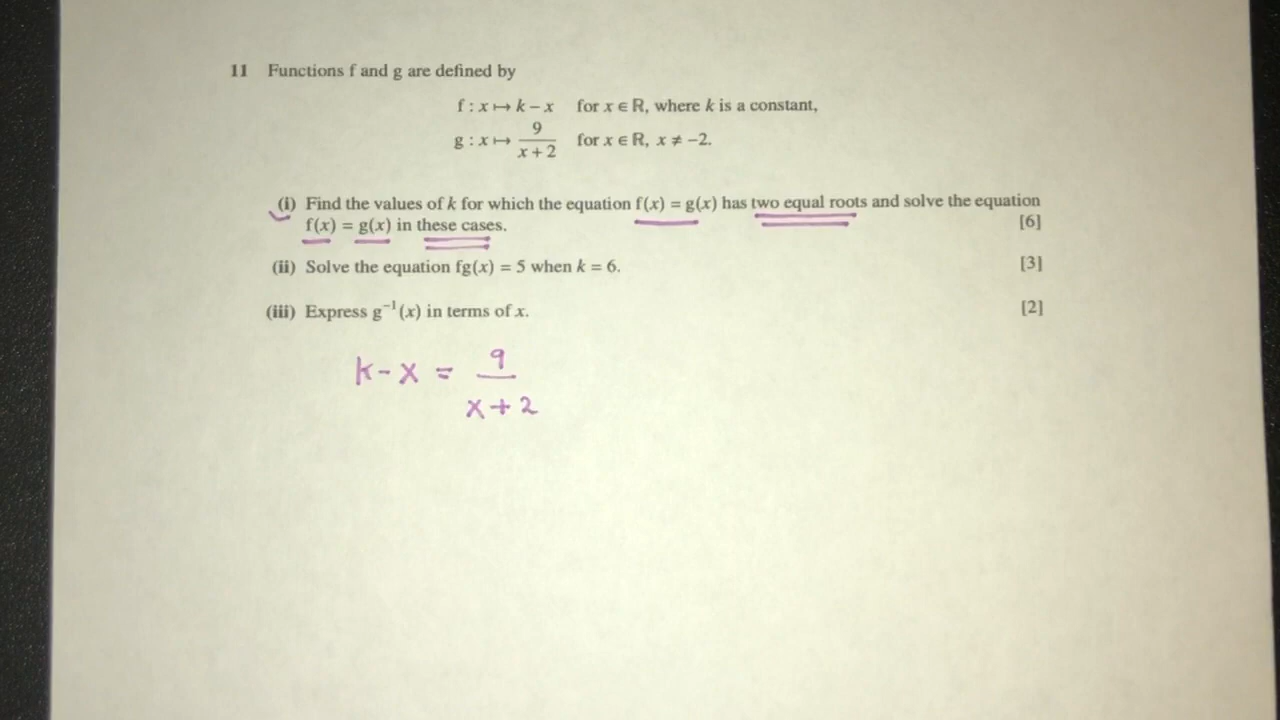 11 Functions f and g are defined by
f : x ↦ k − x for x ∈ ℝ, where k is a constant,
g : x ↦ 9/(x + 2) for x ∈ ℝ, x ≠ −2.
(i) Find the values of k for which the equation f(x) = g(x) has two equal roots and solve the equation
f(x) = g(x) in these cases. [6]
(ii) Solve the equation fg(x) = 5 when k = 6. [3]
(iii) Express g⁻¹(x) in terms of x. [2]
k - x = 9/(x + 2)